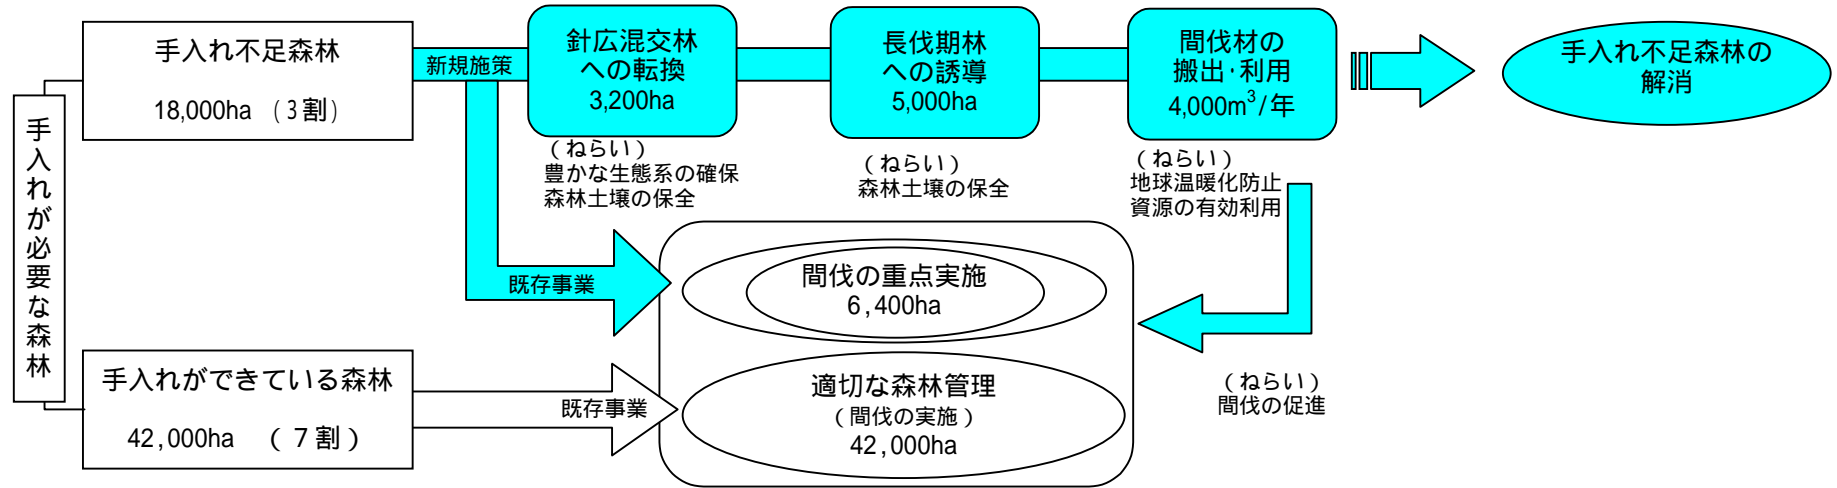 手入れが必要な森林
手入れ不足森林
18,000ha （3割）
新規施策
針広混交林
への転換
3,200ha
（ねらい）
豊かな生態系の確保
森林土壌の保全
長伐期林
への誘導
5,000ha
（ねらい）
森林土壌の保全
間伐材の
搬出・利用
4,000m³/年
（ねらい）
地球温暖化防止
資源の有効利用
手入れ不足森林の
解消
既存事業
間伐の重点実施
6,400ha
手入れができている森林
42,000ha （７割）
既存事業
適切な森林管理
（間伐の実施）
42,000ha
（ねらい）
間伐の促進